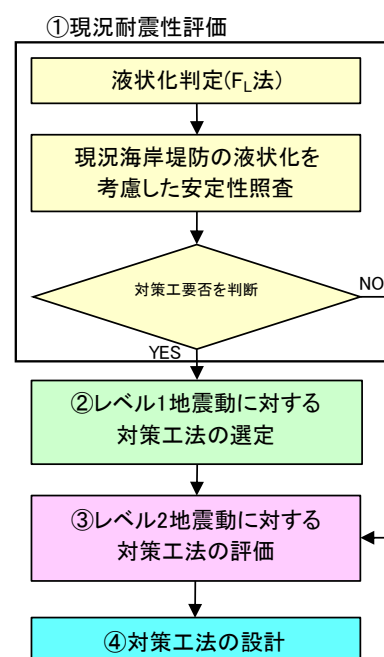 ①現況耐震性評価
液状化判定(FL法)
現況海岸堤防の液状化を
考慮した安定性照査
対策工要否を判断
NO
YES
②レベル1地震動に対する
対策工法の選定
③レベル2地震動に対する
対策工法の評価
④対策工法の設計